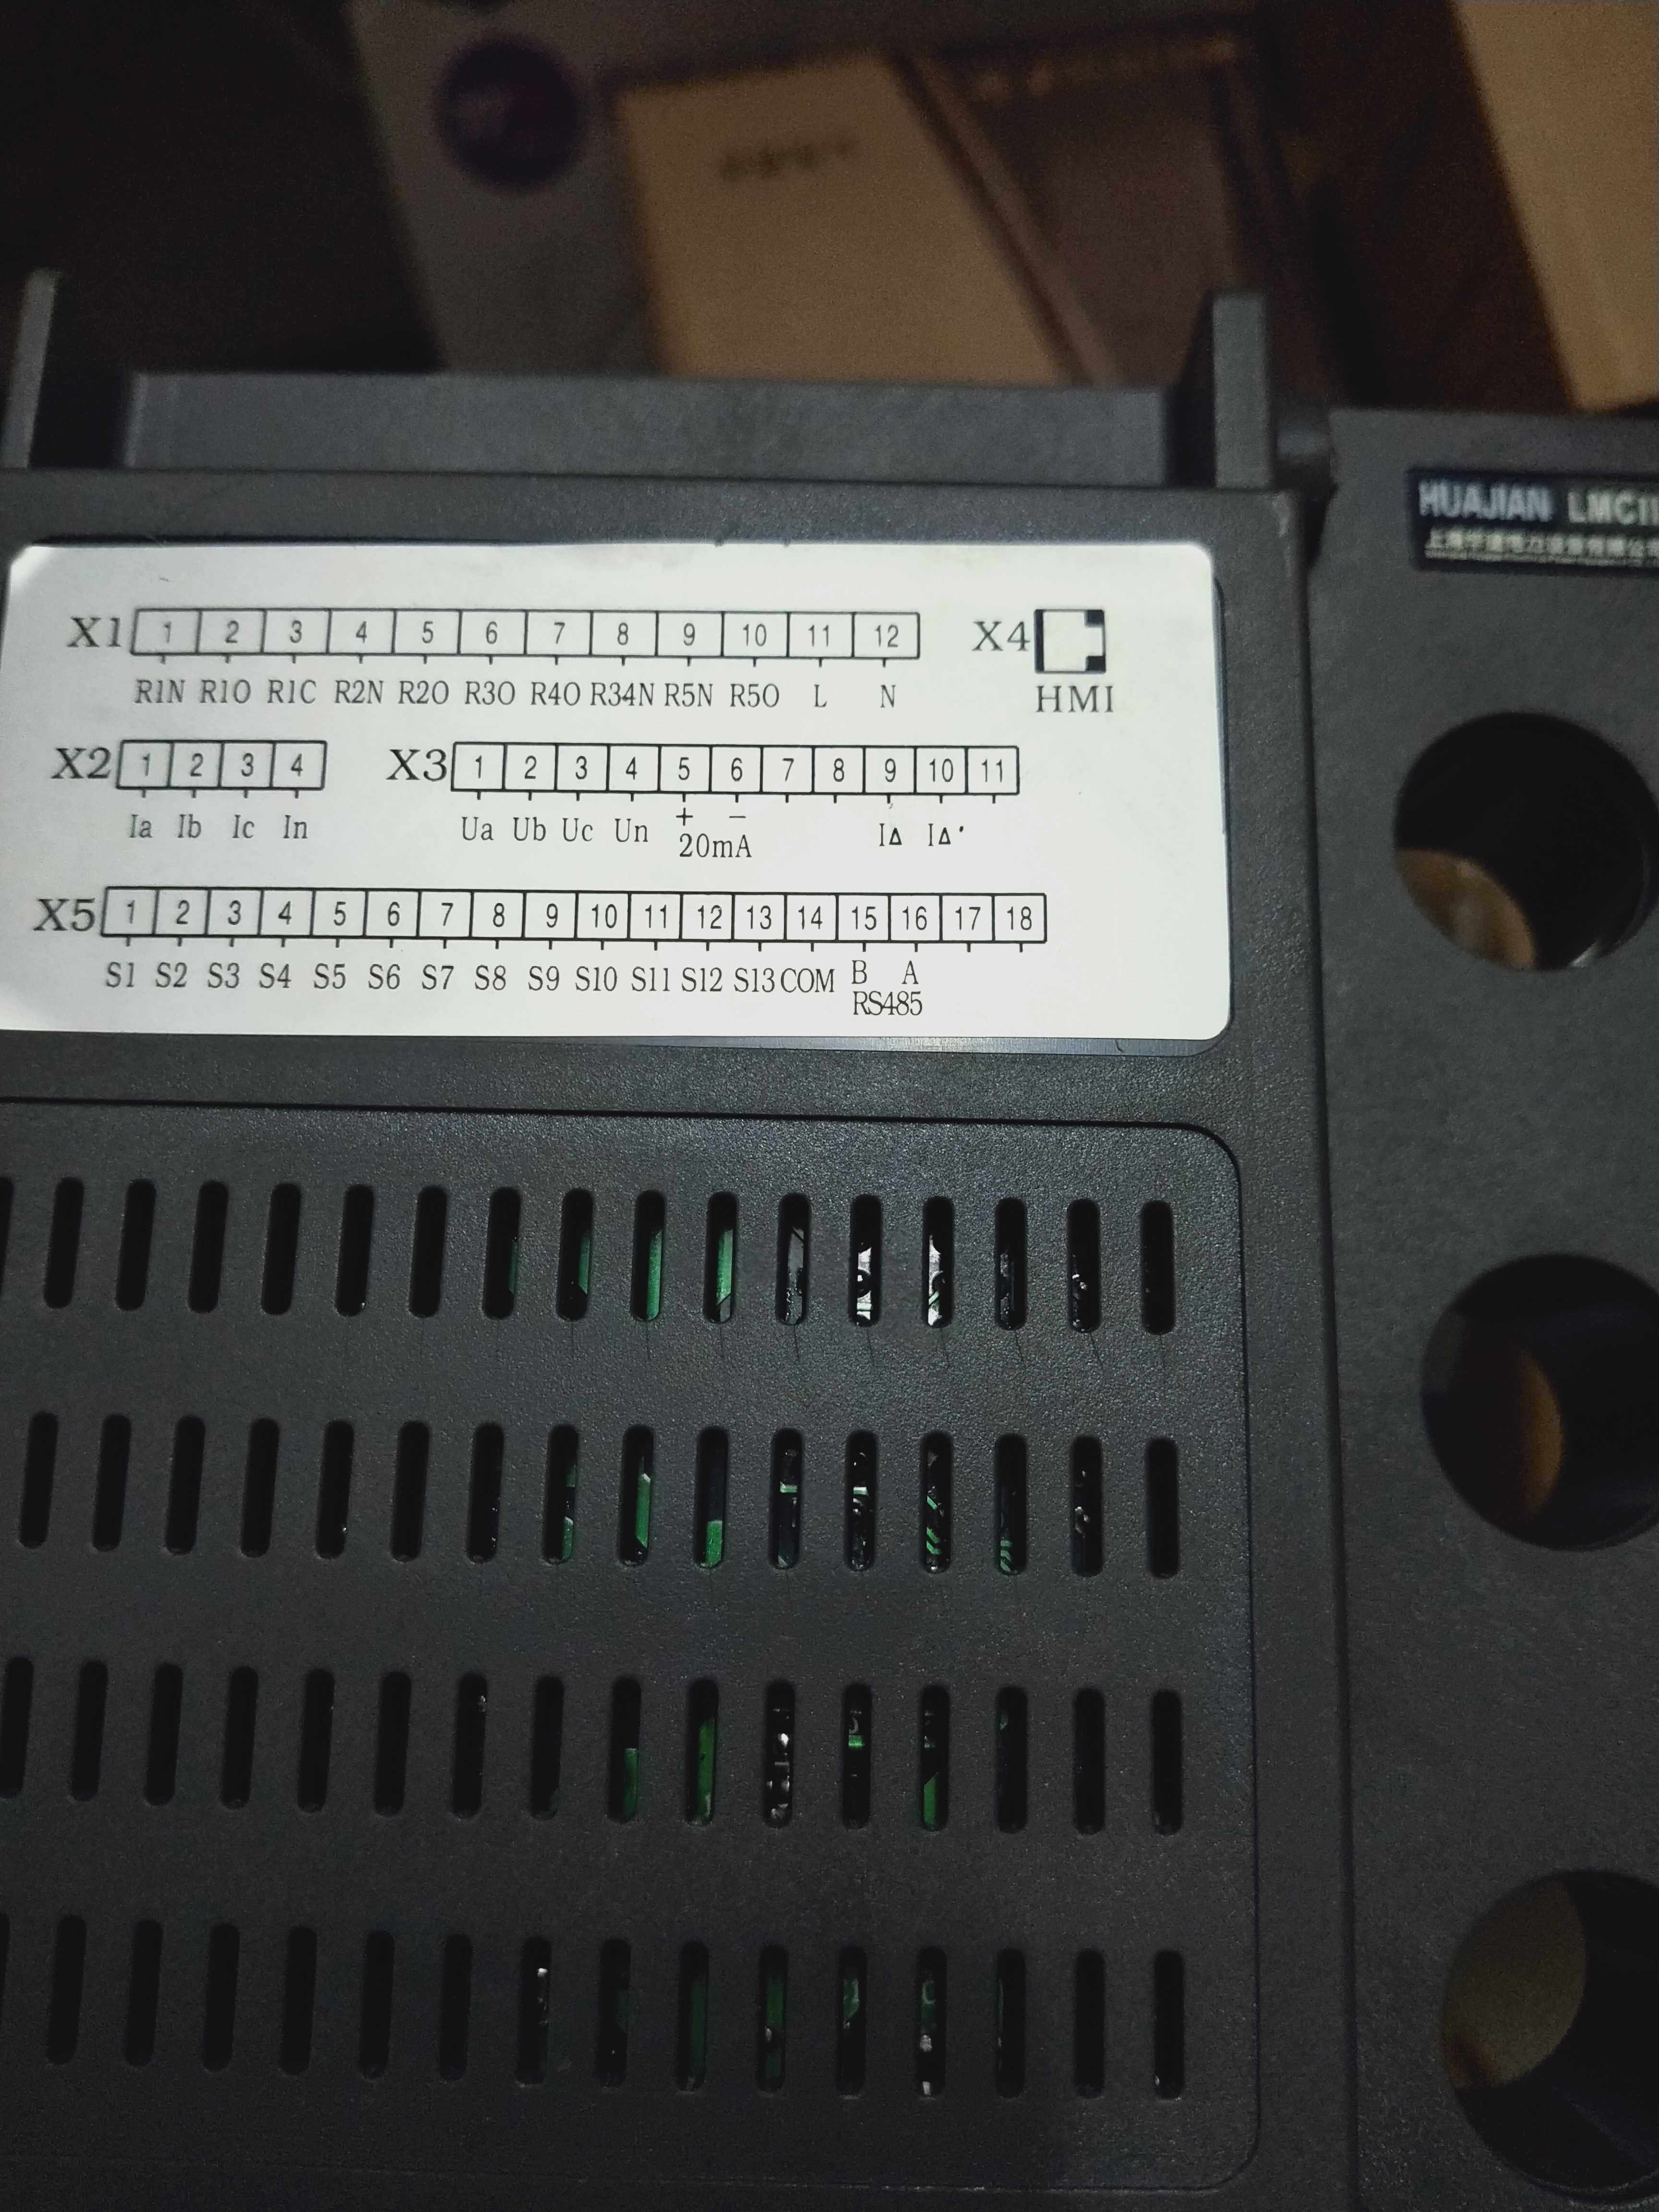 HUAJIAN LMC11
X1 1 2 3 4 5 6 7 8 9 10 11 12
R1N R1O R1C R2N R2O R3O R4O R34N R5N R5O L N
X4
HMI
X2 1 2 3 4
Ia Ib Ic In
X3 1 2 3 4 5 6 7 8 9 10 11
Ua Ub Uc Un + − I∆ I∆'
20mA
X5 1 2 3 4 5 6 7 8 9 10 11 12 13 14 15 16 17 18
S1 S2 S3 S4 S5 S6 S7 S8 S9 S10 S11 S12 S13 COM B A
RS485